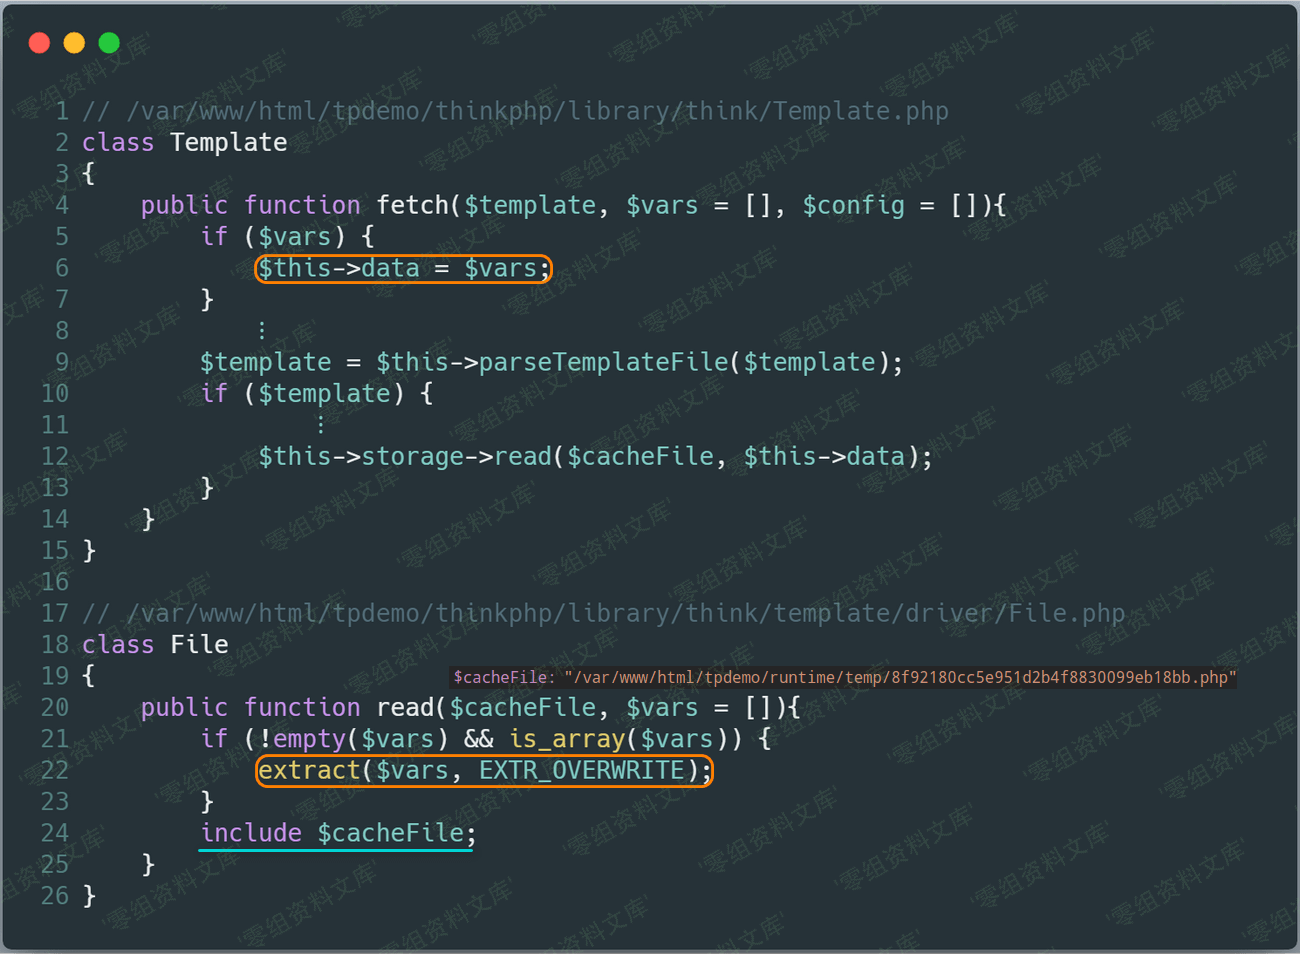 1 // /var/www/html/tpdemo/thinkphp/library/think/Template.php
2 class Template
3 {
4     public function fetch($template, $vars = [], $config = []){
5         if ($vars) {
6             $this->data = $vars;
7         }
8             ⋮
9         $template = $this->parseTemplateFile($template);
10         if ($template) {
11                 ⋮
12             $this->storage->read($cacheFile, $this->data);
13         }
14     }
15 }
16
17 // /var/www/html/tpdemo/thinkphp/library/think/template/driver/File.php
18 class File
19 {
$cacheFile: "/var/www/html/tpdemo/runtime/temp/8f92180cc5e951d2b4f8830099eb18bb.php"
20     public function read($cacheFile, $vars = []){
21         if (!empty($vars) && is_array($vars)) {
22             extract($vars, EXTR_OVERWRITE);
23         }
24         include $cacheFile;
25     }
26 }
'零组资料文库'